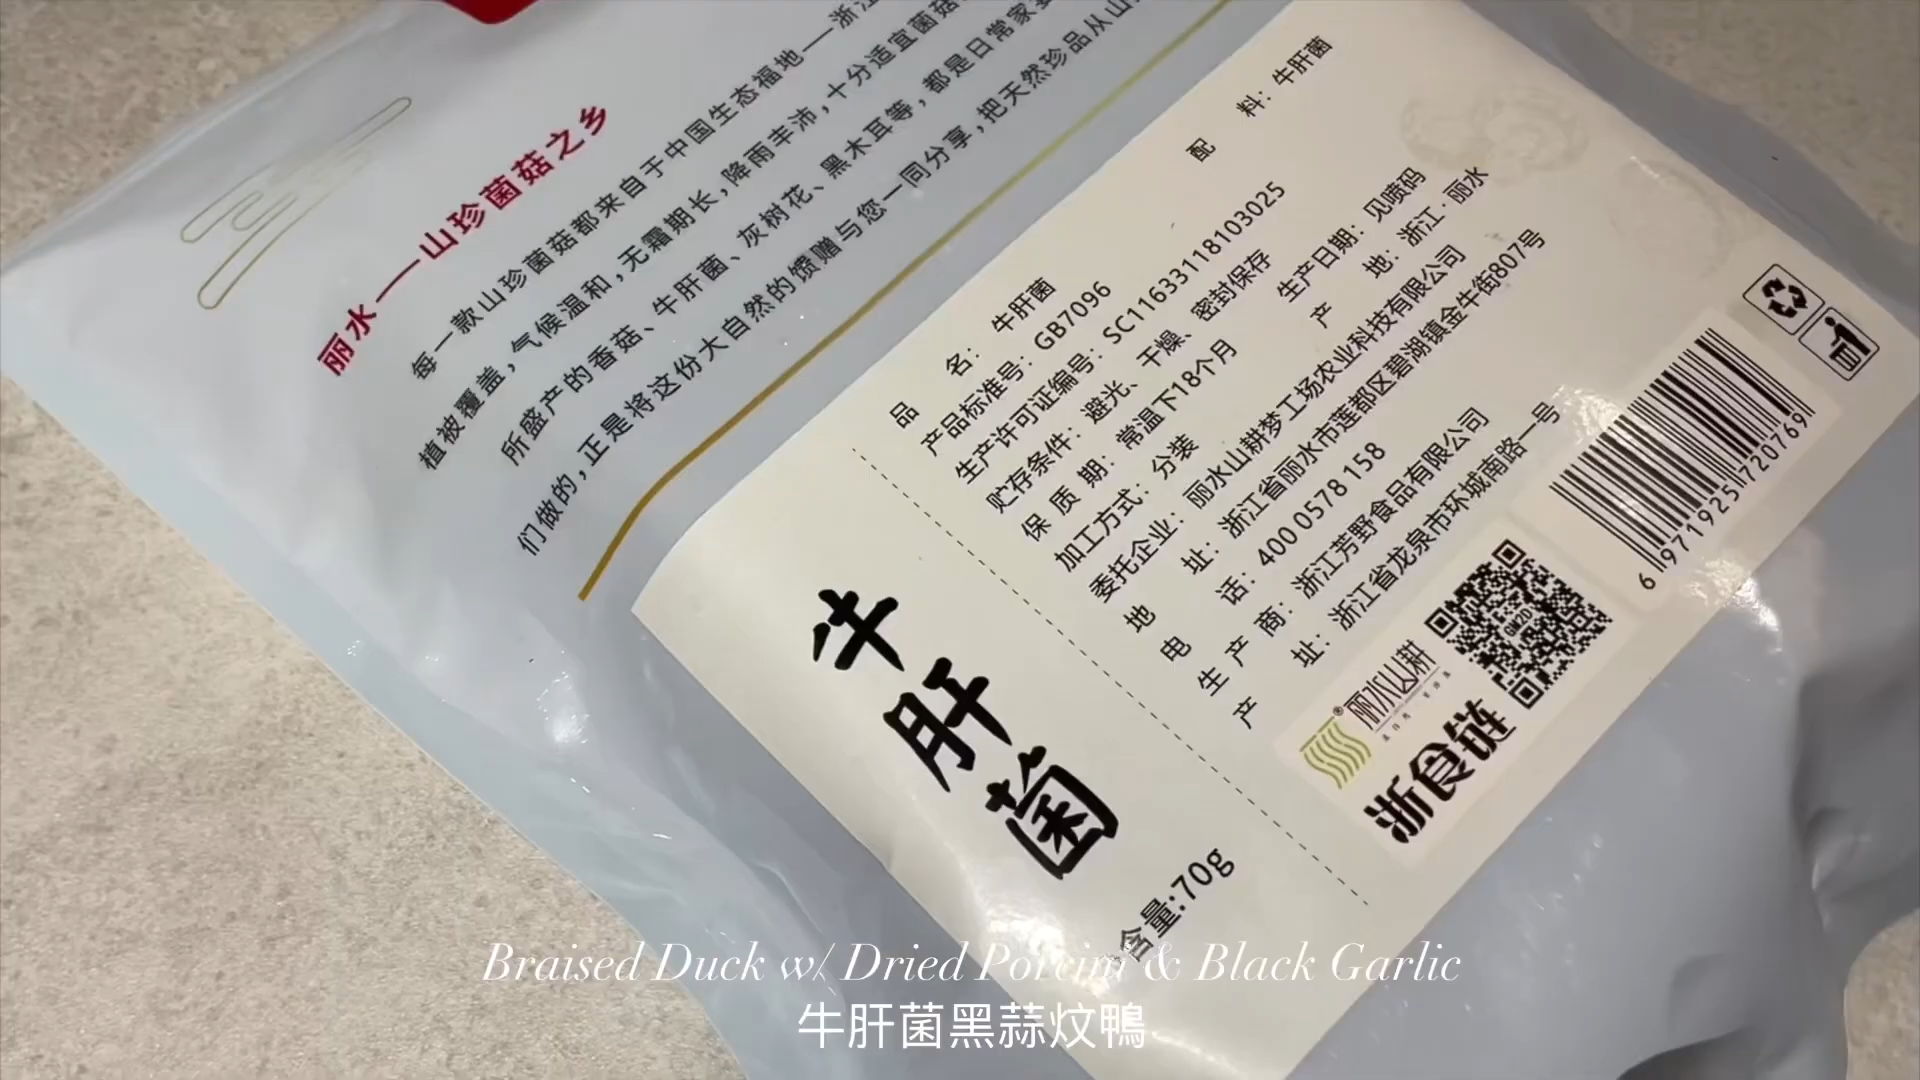 丽水——山珍菌菇之乡
每一款山珍菌菇都来自于中国生态福地—浙江
植被覆盖,气候温和,无霜期长,降雨丰沛,十分适宜菌菇
所盛产的香菇、牛肝菌、灰树花、黑木耳等,都是日常家
们做的,正是将这份大自然的馈赠与您一同分享,把天然珍品从山
品名: 牛肝菌
配料: 牛肝菌
产品标准号: GB7096
生产许可证编号: SC11633118103025
贮存条件: 避光、干燥、密封保存
保质期: 常温下18个月
生产日期: 见喷码
加工方式: 分装
产地: 浙江·丽水
委托企业: 丽水山耕梦工场农业科技有限公司
地址: 浙江省丽水市莲都区碧湖镇金牛街807号
电话: 400 0578 158
生产商: 浙江芳野食品有限公司
产址: 浙江省龙泉市环城南路一号
6 971925 720769
丽水山耕
®
浙食链
牛肝菌
含量:70g
Braised Duck w/ Dried Porcini & Black Garlic
牛肝菌黑蒜炆鴨